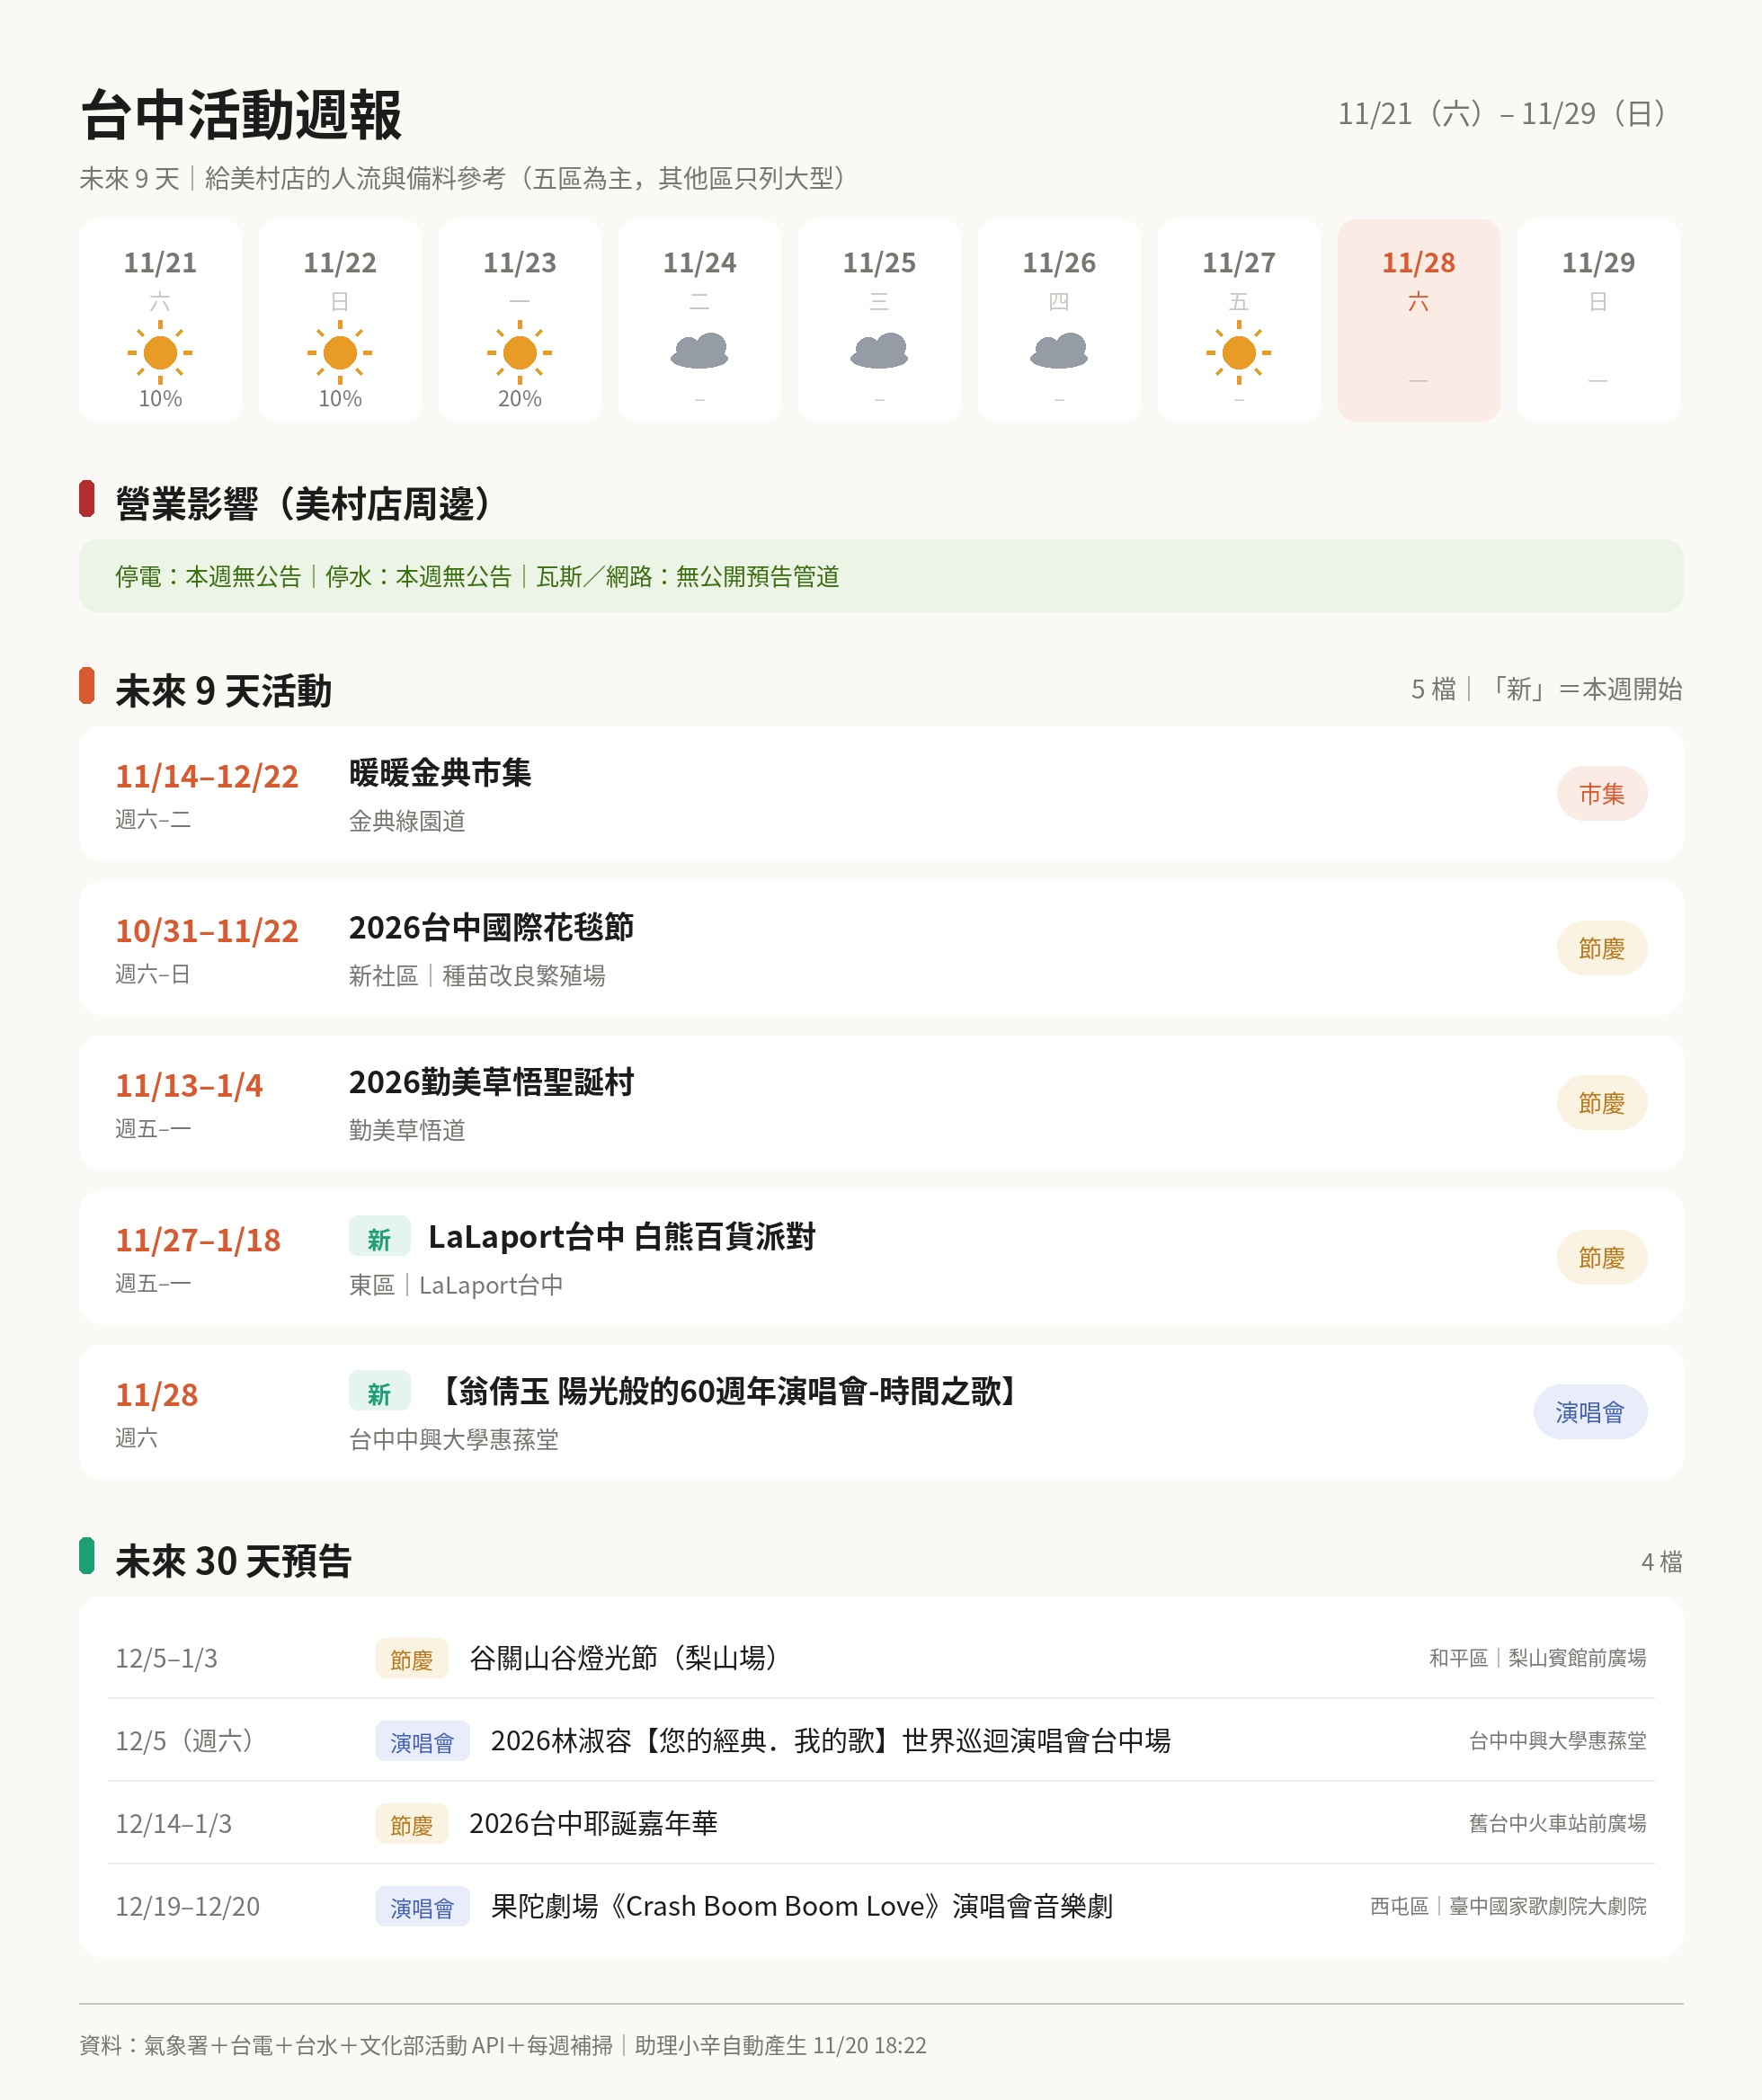 台中活動週報
11/21（六）– 11/29（日）
未來 9 天｜給美村店的人流與備料參考（五區為主，其他區只列大型）
11/21 11/22 11/23 11/24 11/25 11/26 11/27 11/28 11/29
六 日 一 二 三 四 五 六 日
10% 10% 20% – – – – — —
營業影響（美村店周邊）
停電：本週無公告｜停水：本週無公告｜瓦斯／網路：無公開預告管道
未來 9 天活動
5 檔｜「新」＝本週開始
11/14–12/22 暖暖金典市集
週六–二 金典綠園道
市集
10/31–11/22 2026台中國際花毯節
週六–日 新社區｜種苗改良繁殖場
節慶
11/13–1/4 2026勤美草悟聖誕村
週五–一 勤美草悟道
節慶
11/27–1/18 新 LaLaport台中 白熊百貨派對
週五–一 東區｜LaLaport台中
節慶
11/28 新 【翁倩玉 陽光般的60週年演唱會-時間之歌】
週六 台中中興大學惠蓀堂
演唱會
未來 30 天預告
4 檔
12/5–1/3 節慶 谷關山谷燈光節（梨山場） 和平區｜梨山賓館前廣場
12/5（週六） 演唱會 2026林淑容【您的經典．我的歌】世界巡迴演唱會台中場 台中中興大學惠蓀堂
12/14–1/3 節慶 2026台中耶誕嘉年華 舊台中火車站前廣場
12/19–12/20 演唱會 果陀劇場《Crash Boom Boom Love》演唱會音樂劇 西屯區｜臺中國家歌劇院大劇院
資料：氣象署＋台電＋台水＋文化部活動 API＋每週補掃｜助理小辛自動產生 11/20 18:22